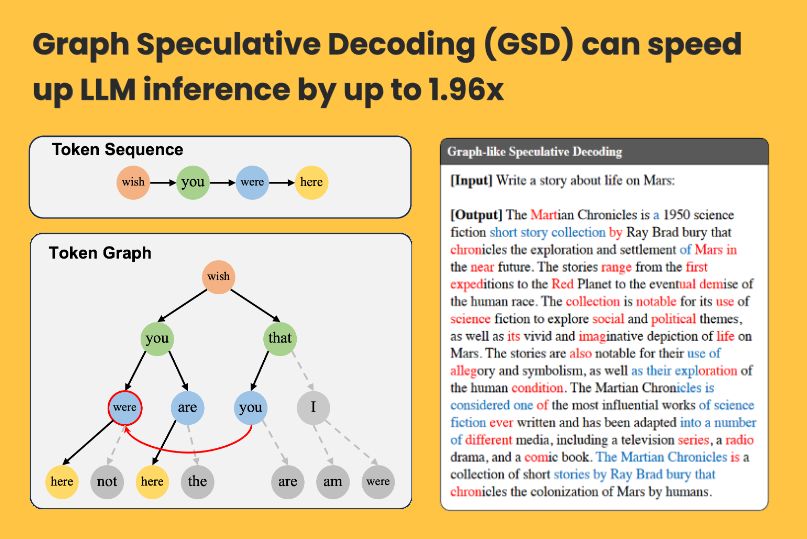 Graph Speculative Decoding (GSD) can speed
up LLM inference by up to 1.96x
Token Sequence
wish you were here
Token Graph
wish
you that
were are you I
here not here the are am were
Graph-like Speculative Decoding
[Input] Write a story about life on Mars:
[Output] The Martian Chronicles is a 1950 science
fiction short story collection by Ray Brad bury that
chronicles the exploration and settlement of Mars in
the near future. The stories range from the first
expeditions to the Red Planet to the eventual demise of
the human race. The collection is notable for its use of
science fiction to explore social and political themes,
as well as its vivid and imaginative depiction of life on
Mars. The stories are also notable for their use of
allegory and symbolism, as well as their exploration of
the human condition. The Martian Chronicles is
considered one of the most influential works of science
fiction ever written and has been adapted into a number
of different media, including a television series, a radio
drama, and a comic book. The Martian Chronicles is a
collection of short stories by Ray Brad bury that
chronicles the colonization of Mars by humans.